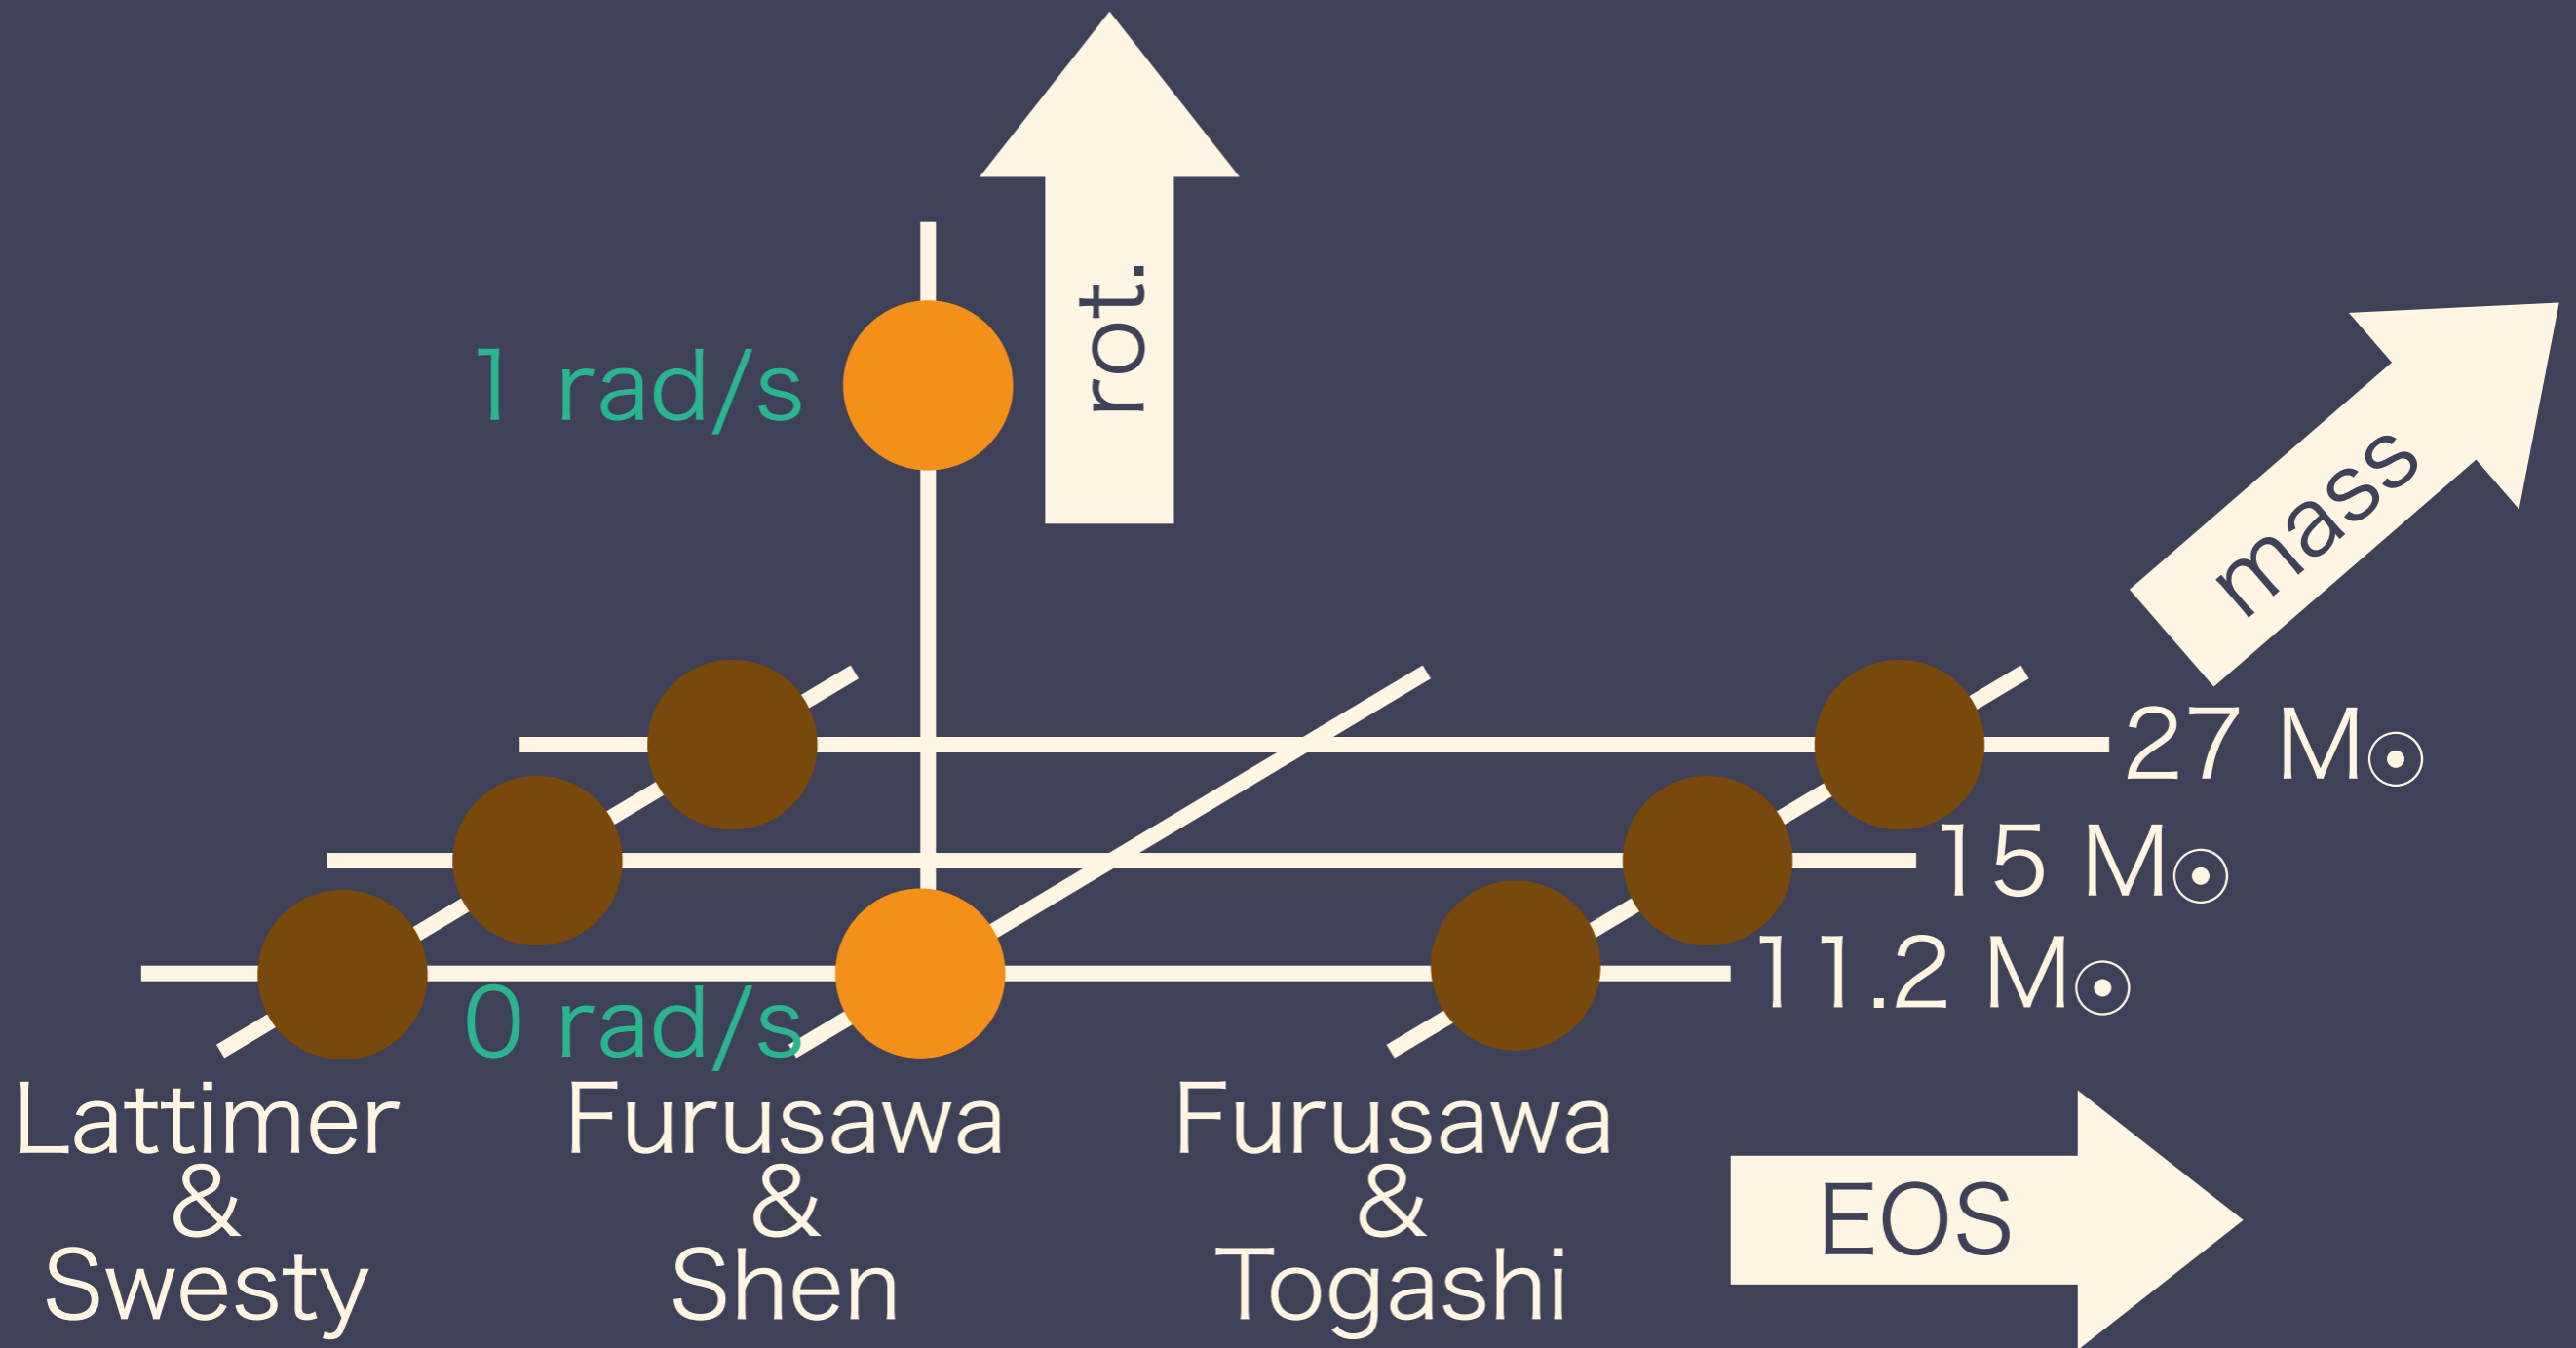 rot.
1 rad/s
mass
27 M☉
15 M☉
11.2 M☉
0 rad/s
Lattimer
&
Swesty
Furusawa
&
Shen
Furusawa
&
Togashi
EOS